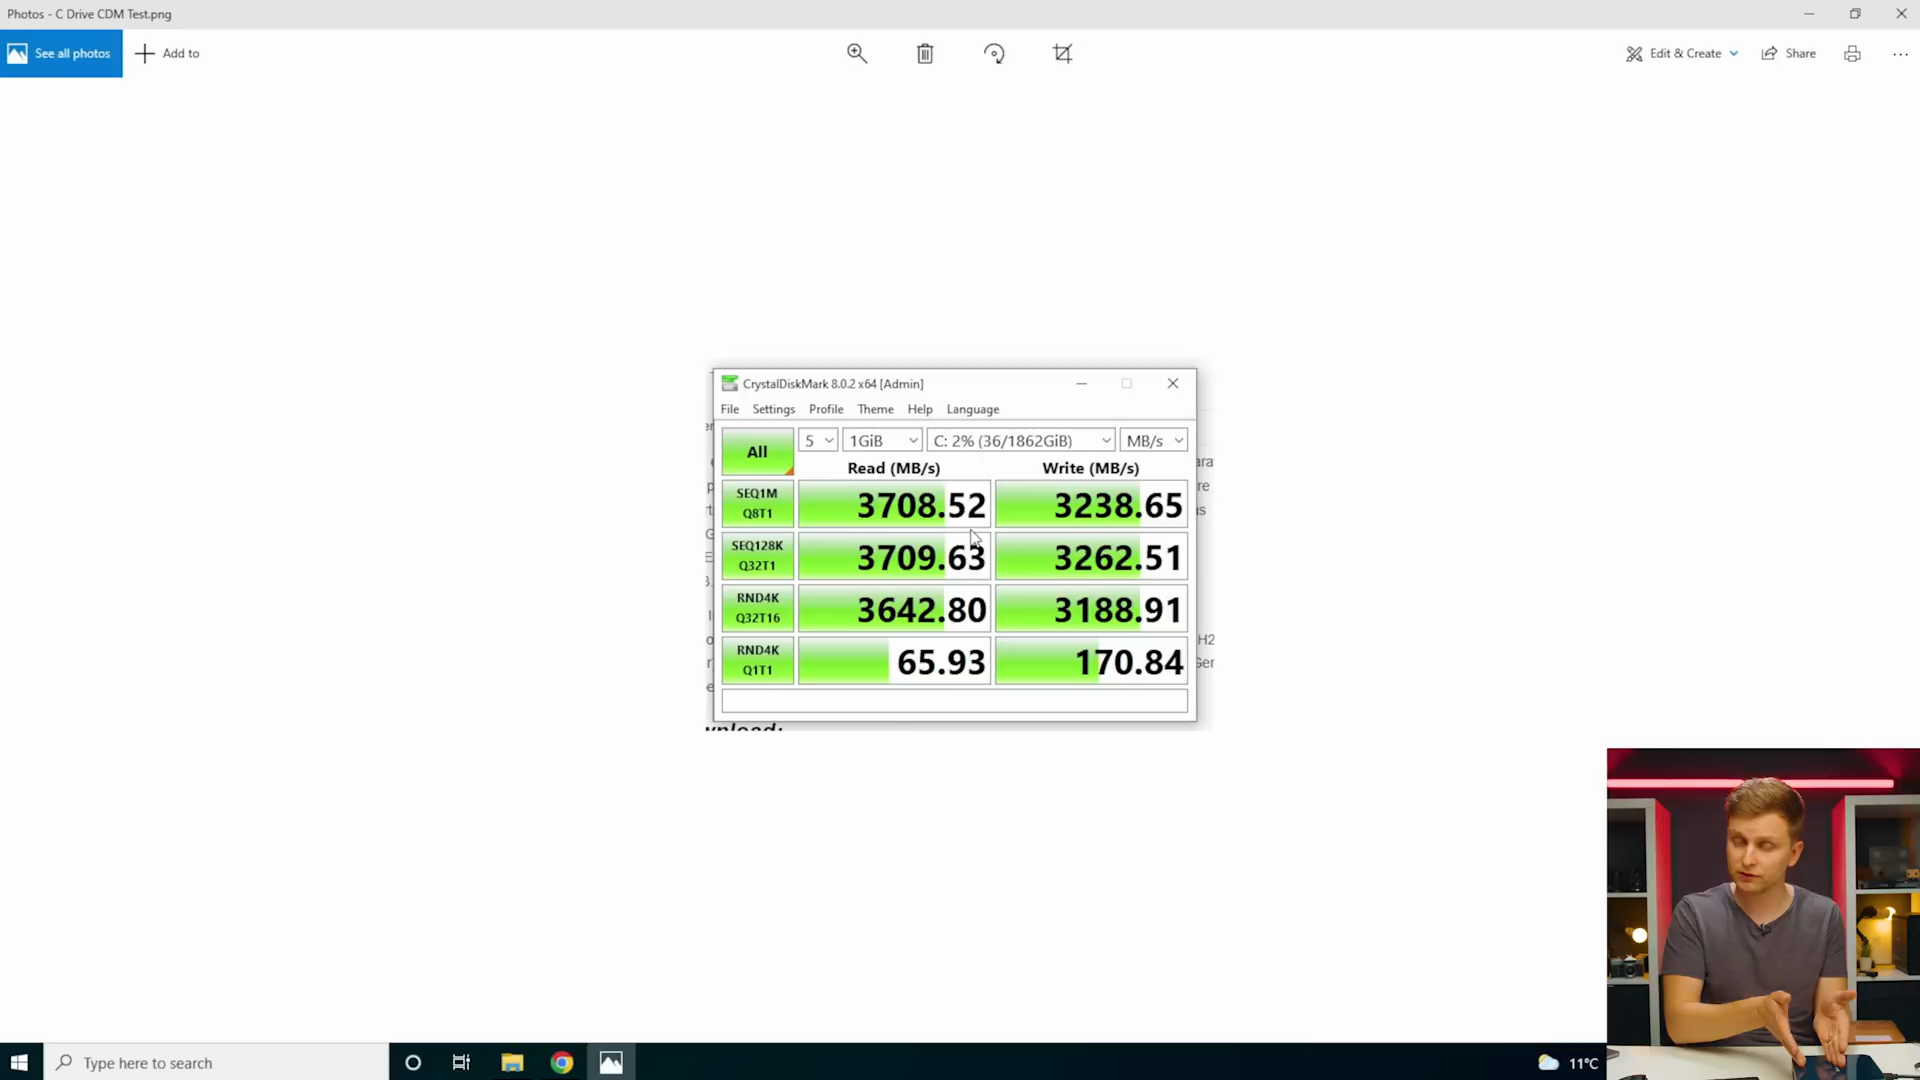 Photos - C Drive CDM Test.png
See all photos
Add to
Edit & Create
Share
CrystalDiskMark 8.0.2 x64 [Admin]
File Settings Profile Theme Help Language
All 5 1GiB C: 2% (36/1862GiB) MB/s
Read (MB/s) Write (MB/s)
SEQ1M
Q8T1 3708.52 3238.65
SEQ128K
Q32T1 3709.63 3262.51
RND4K
Q32T16 3642.80 3188.91
RND4K
Q1T1 65.93 170.84
Type here to search
11°C